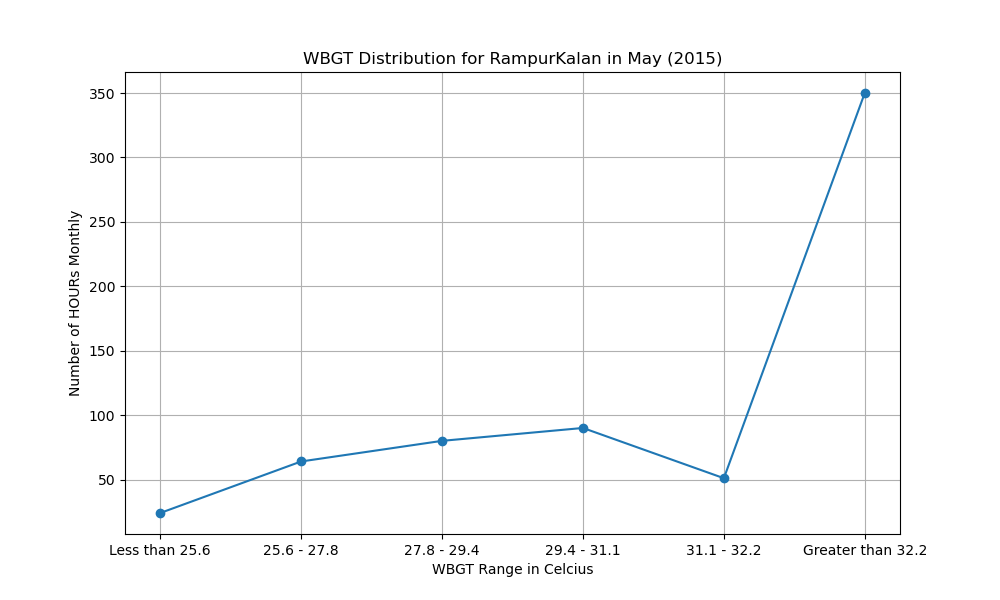 WBGT Distribution for RampurKalan in May (2015)
Number of HOURs Monthly
350
300
250
200
150
100
50
Less than 25.6
25.6 - 27.8
27.8 - 29.4
29.4 - 31.1
31.1 - 32.2
Greater than 32.2
WBGT Range in Celcius